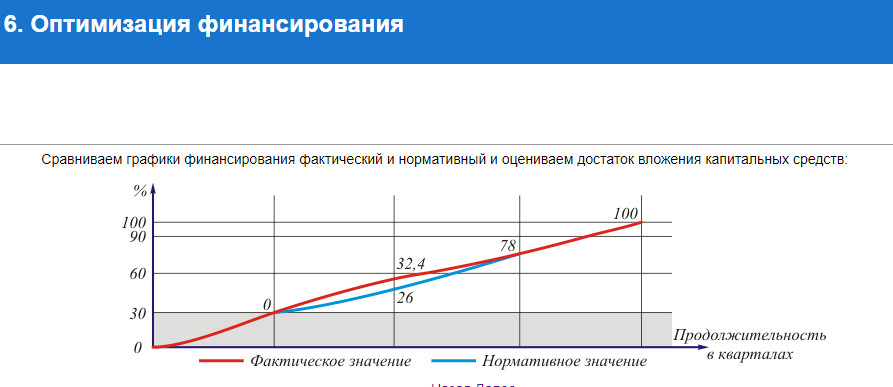 6. Оптимизация финансирования
Сравниваем графики финансирования фактический и нормативный и оцениваем достаток вложения капитальных средств:
%
100
100
90
78
32,4
60
26
0
30
0
Продолжительность
в кварталах
Фактическое значение
Нормативное значение